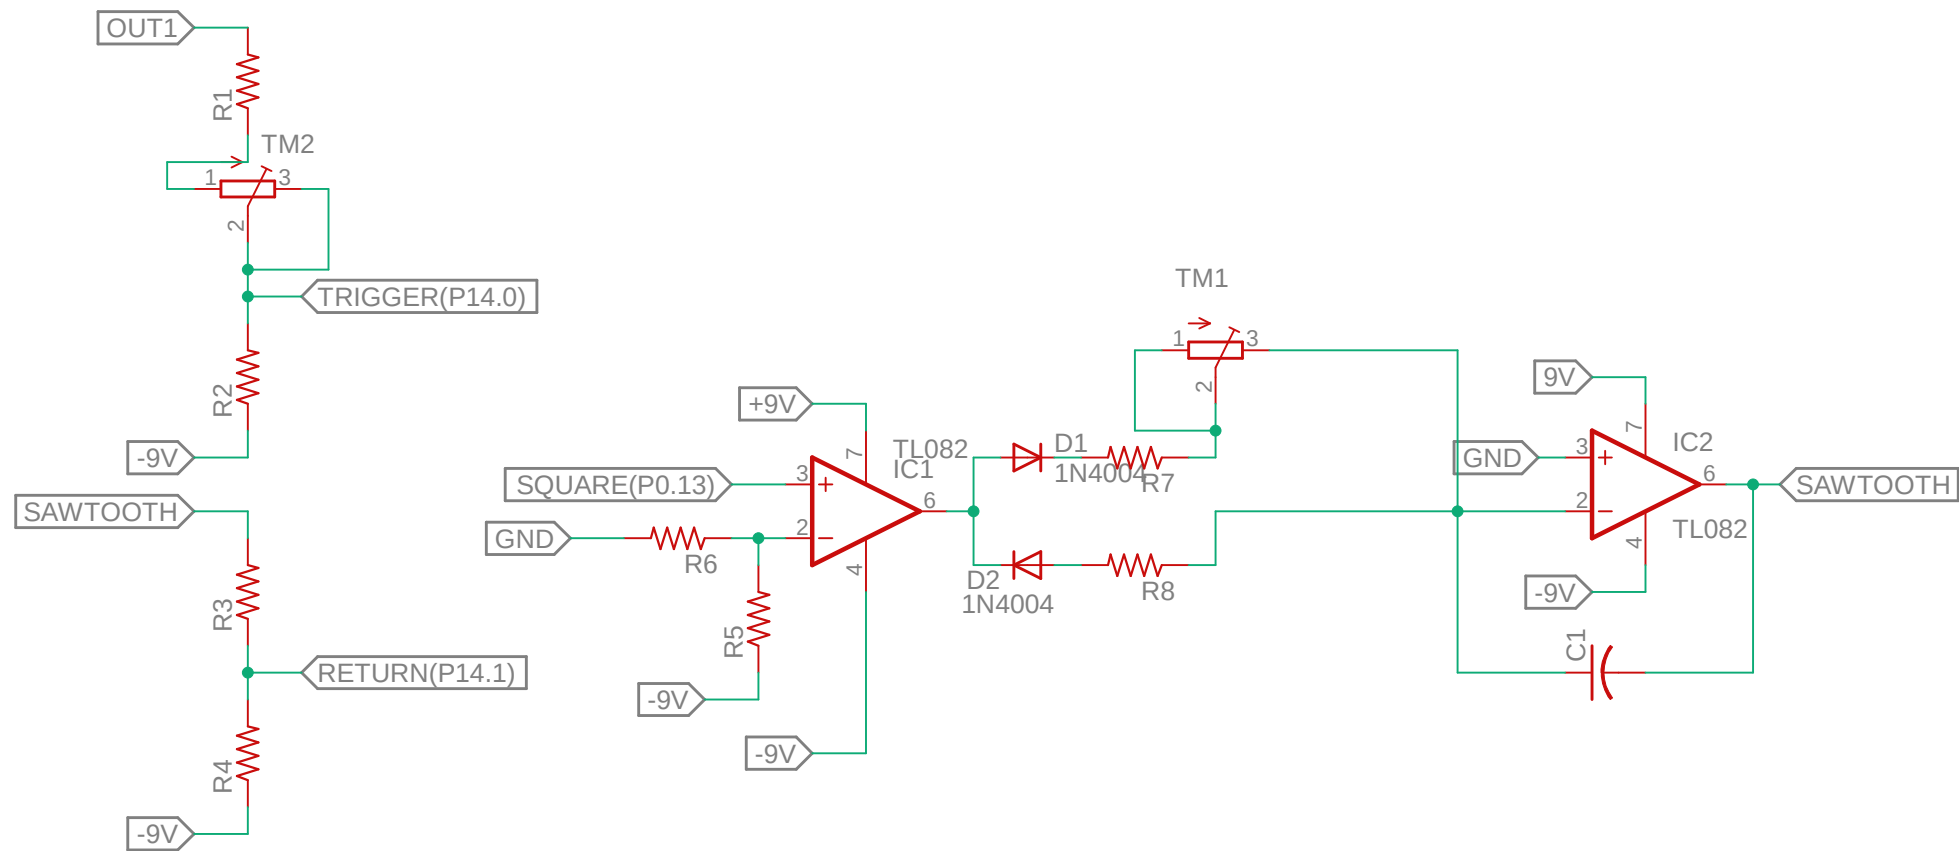 OUT1
R1
TM2
1
3
2
TRIGGER(P14.0)
R2
-9V
SAWTOOTH
R3
RETURN(P14.1)
R4
-9V
+9V
7
TL082
IC1
SQUARE(P0.13)
3
6
GND
2
R6
4
R5
-9V
-9V
D1
1N4004
R7
D2
1N4004
R8
TM1
1
3
2
9V
7
IC2
GND
3
6
SAWTOOTH
2
TL082
4
-9V
C1